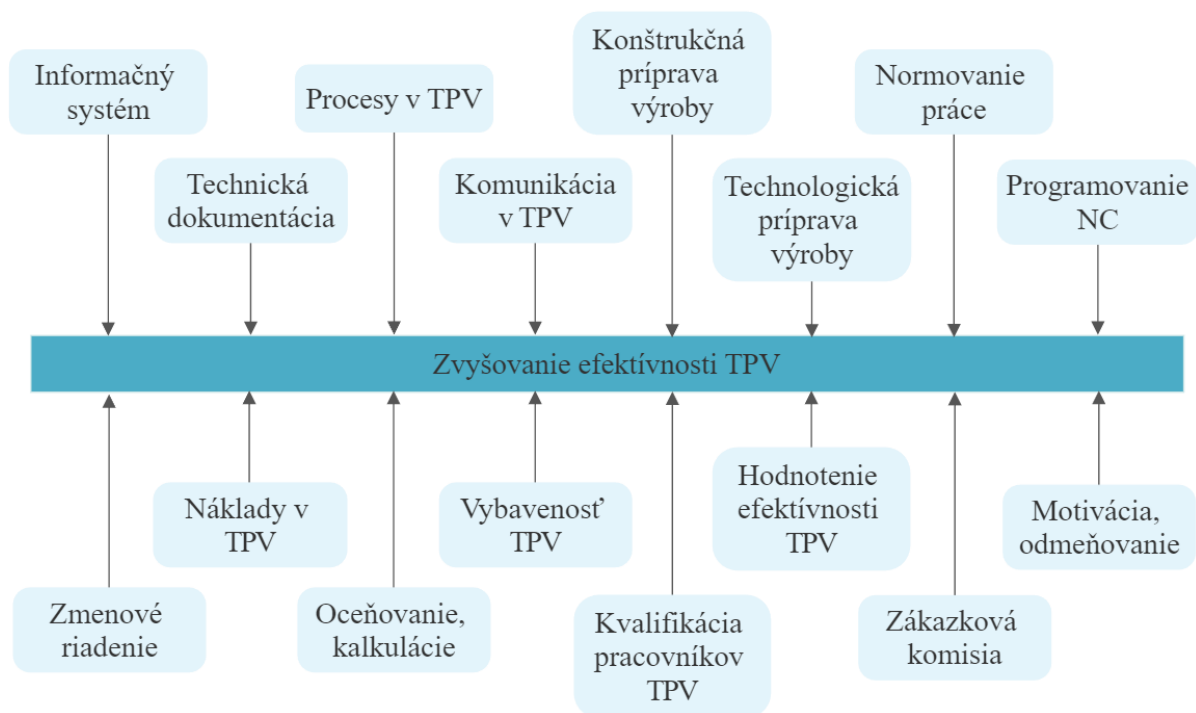 Informačný
systém
Procesy v TPV
Konštrukčná
príprava
výroby
Normovanie
práce
Technická
dokumentácia
Komunikácia
v TPV
Technologická
príprava
výroby
Programovanie
NC
Zvyšovanie efektívnosti TPV
Náklady v
TPV
Vybavenosť
TPV
Hodnotenie
efektívnosti
TPV
Motivácia,
odmeňovanie
Zmenové
riadenie
Oceňovanie,
kalkulácie
Kvalifikácia
pracovníkov
TPV
Zákazková
komisia